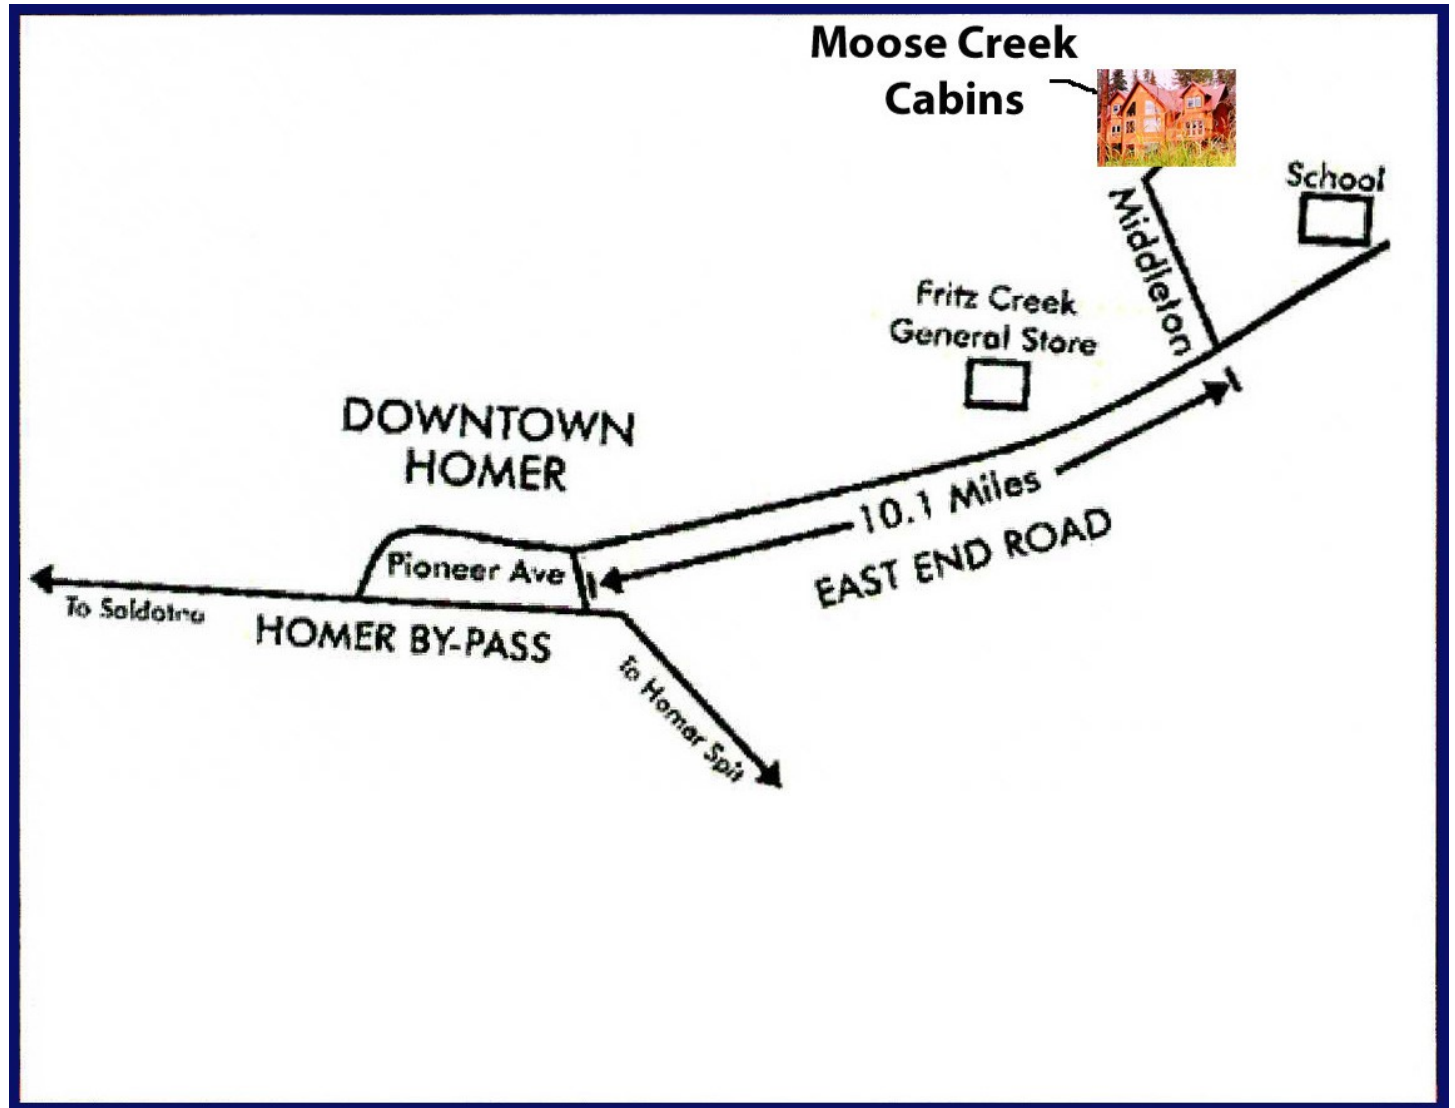 Moose Creek
Cabins
School
Middleton
Fritz Creek
General Store
DOWNTOWN
HOMER
10.1 Miles
EAST END ROAD
Pioneer Ave
To Soldotna
HOMER BY-PASS
To Homer Spit